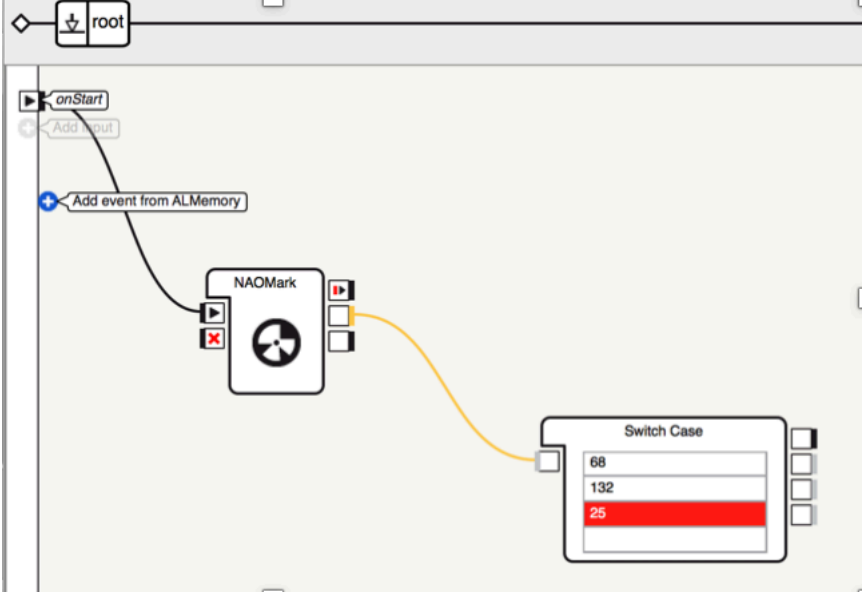 root
onStart
Add input
Add event from ALMemory
NAOMark
Switch Case
68
132
25